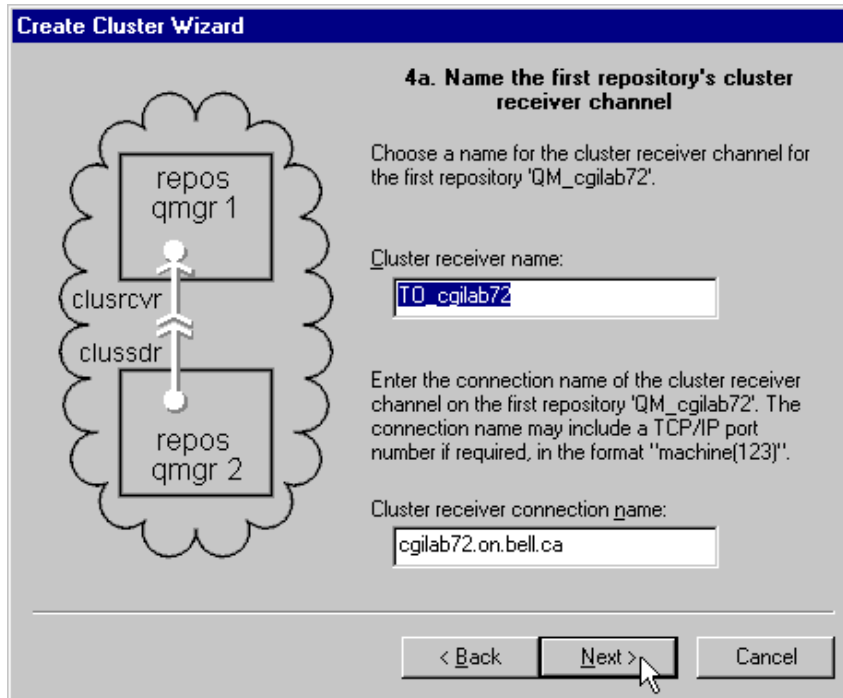 Create Cluster Wizard
repos
qmgr 1
clusrcvr
clussdr
repos
qmgr 2
4a. Name the first repository's cluster
receiver channel
Choose a name for the cluster receiver channel for
the first repository 'QM_cgilab72'.
Cluster receiver name:
TO_cgilab72
Enter the connection name of the cluster receiver
channel on the first repository 'QM_cgilab72'. The
connection name may include a TCP/IP port
number if required, in the format "machine(123)".
Cluster receiver connection name:
cgilab72.on.bell.ca
< Back
Next >
Cancel